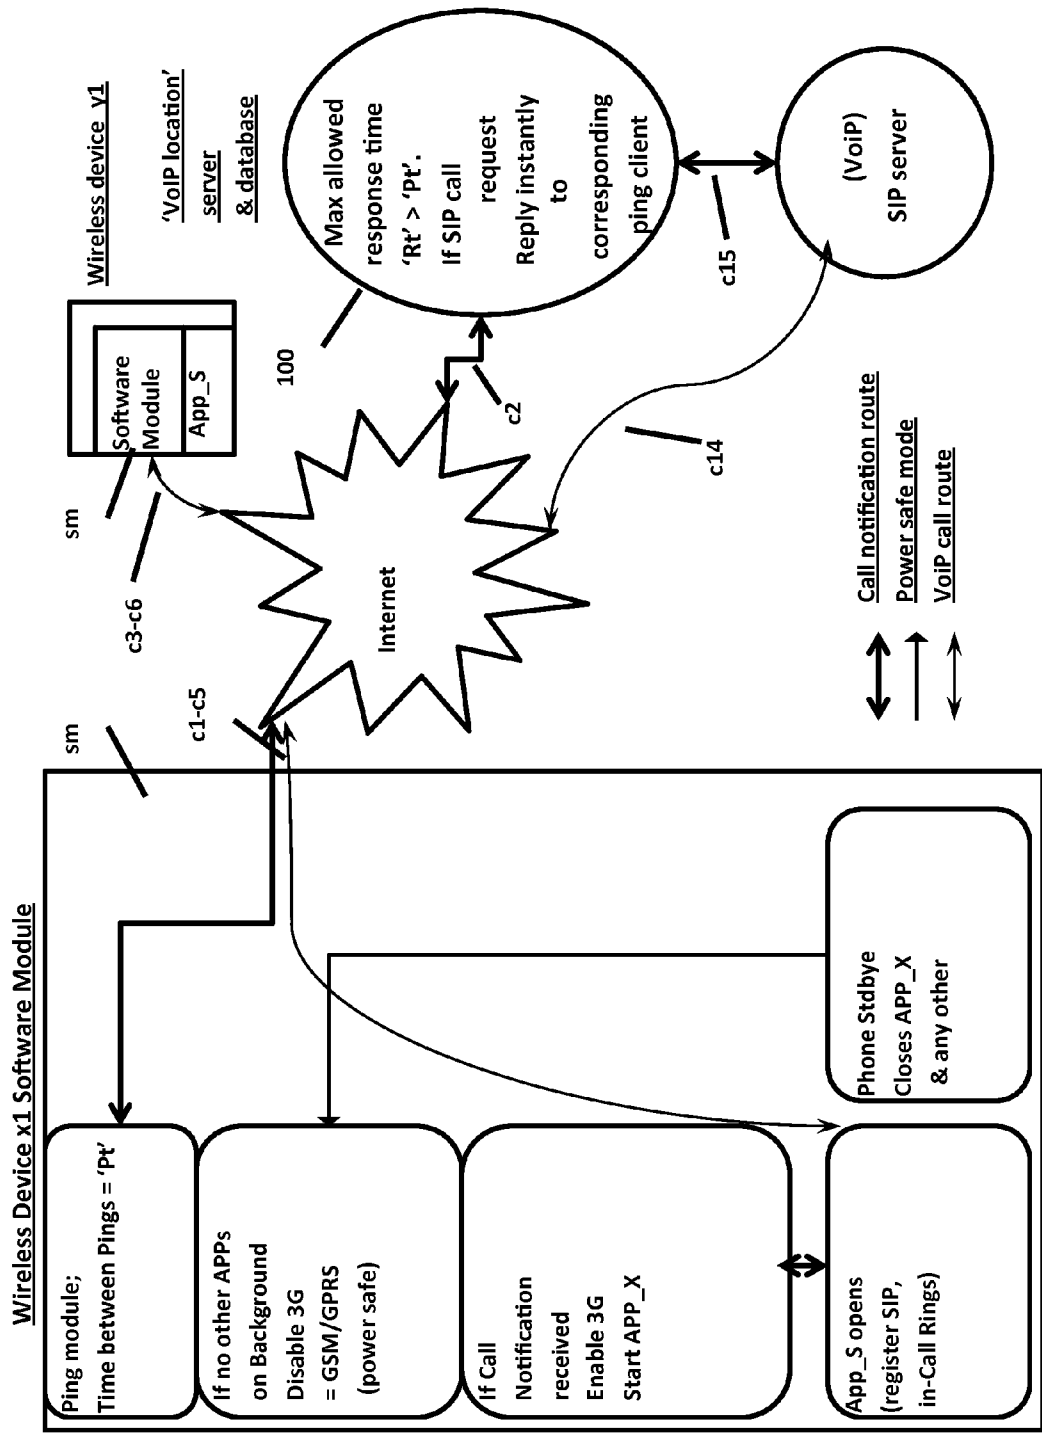 Wireless Device x1 Software Module
Ping module;
Time between Pings = ‘Pt’
If no other APPs
on Background
Disable 3G
= GSM/GPRS
(power safe)
If Call
Notification
received
Enable 3G
Start APP_X
App_S opens
(register SIP,
in-Call Rings)
Phone Stdbye
Closes APP_X
& any other
sm
c1-c5
sm
c3-c6
Internet
Software
Module
App_S
Wireless device y1
‘VoIP location’
server
& database
100
Max allowed
response time
‘Rt’ > ‘Pt’.
If SIP call
request
Reply instantly
to
corresponding
ping client
c2
c14
c15
(VoiP)
SIP server
Call notification route
Power safe mode
VoiP call route